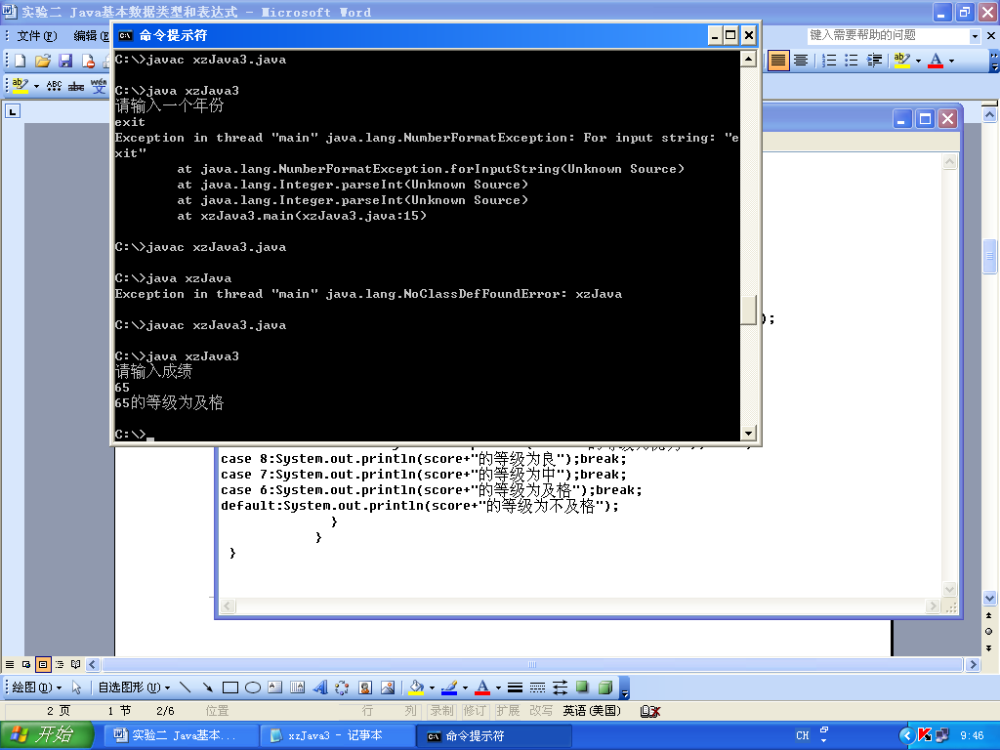 实验二 Java基本数据类型和表达式 - Microsoft Word
文件(F) 编辑(E
键入需要帮助的问题
命令提示符
C:\>javac xzJava3.java
C:\>java xzJava3
请输入一个年份
exit
Exception in thread "main" java.lang.NumberFormatException: For input string: "e
xit"
at java.lang.NumberFormatException.forInputString(Unknown Source)
at java.lang.Integer.parseInt(Unknown Source)
at java.lang.Integer.parseInt(Unknown Source)
at xzJava3.main(xzJava3.java:15)
C:\>javac xzJava3.java
C:\>java xzJava
Exception in thread "main" java.lang.NoClassDefFoundError: xzJava
C:\>javac xzJava3.java
C:\>java xzJava3
请输入成绩
65
65的等级为及格
C:\>_
);
case 8:System.out.println(score+"的等级为良");break;
case 7:System.out.println(score+"的等级为中");break;
case 6:System.out.println(score+"的等级为及格");break;
default:System.out.println(score+"的等级为不及格");
}
}
}
绘图(D) 自选图形(U)
2 页 1 节 2/6 位置 行 列 录制 修订 扩展 改写 英语(美国)
开始 实验二 Java基本... xzJava3 - 记事本 命令提示符 CH 9:46